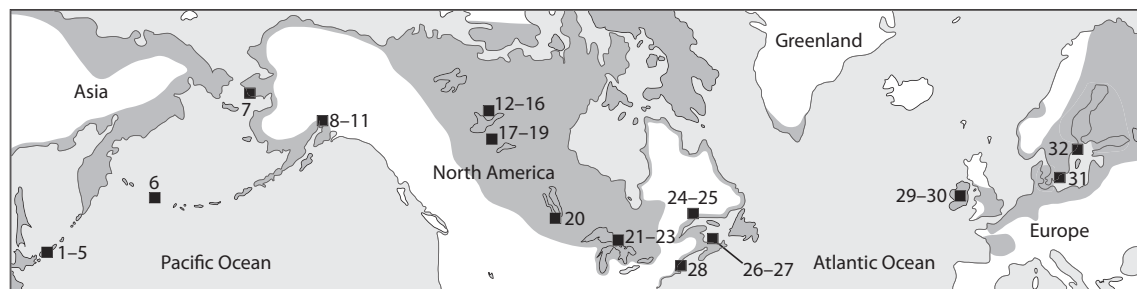 Greenland
Asia
7
8–11
12–16
17–19
North America
6
20
24–25
21–23
1–5
Pacific Ocean
28
26–27
Atlantic Ocean
29–30
32
31
Europe